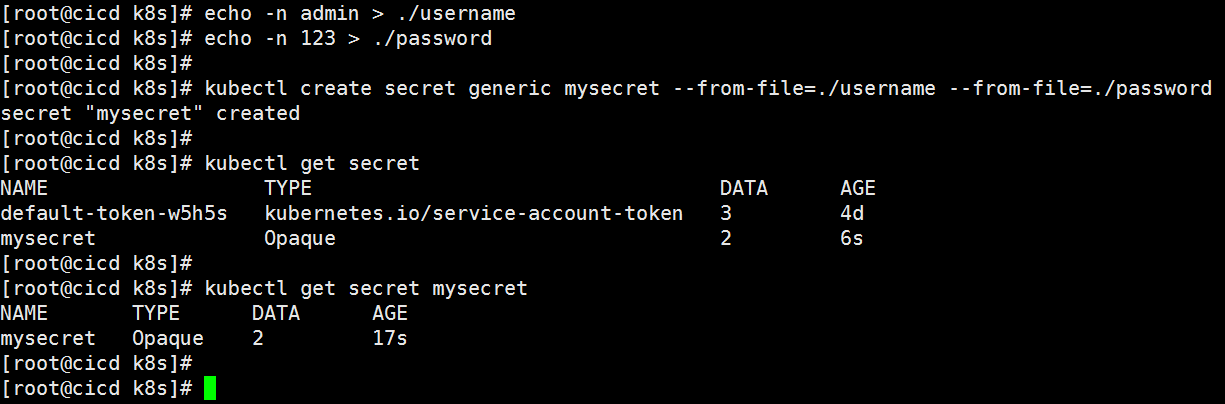 [root@cicd k8s]# echo -n admin > ./username
[root@cicd k8s]# echo -n 123 > ./password
[root@cicd k8s]#
[root@cicd k8s]# kubectl create secret generic mysecret --from-file=./username --from-file=./password
secret "mysecret" created
[root@cicd k8s]#
[root@cicd k8s]# kubectl get secret
NAME                  TYPE                                  DATA      AGE
default-token-w5h5s   kubernetes.io/service-account-token   3         4d
mysecret              Opaque                                2         6s
[root@cicd k8s]#
[root@cicd k8s]# kubectl get secret mysecret
NAME       TYPE      DATA      AGE
mysecret   Opaque    2         17s
[root@cicd k8s]#
[root@cicd k8s]#